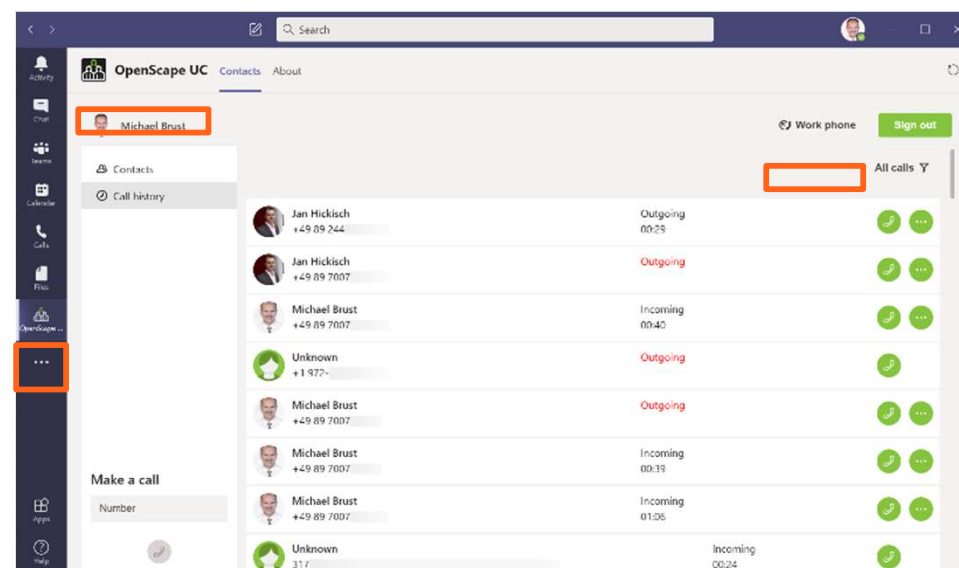 Search
Activity
Chat
Teams
Calendar
Calls
Files
OpenScape ...
Apps
Help
OpenScape UC Contacts About
Michael Brust
Work phone Sign out
Contacts
Call history
All calls
Jan Hickisch Outgoing
+49 89 244 00:29
Jan Hickisch Outgoing
+49 89 7007
Michael Brust Incoming
+49 89 7007 00:40
Unknown Outgoing
+1 972-
Michael Brust Outgoing
+49 89 7007
Michael Brust Incoming
+49 89 7007 00:39
Michael Brust Incoming
+49 89 7007 01:06
Unknown Incoming
317 00:24
Make a call
Number